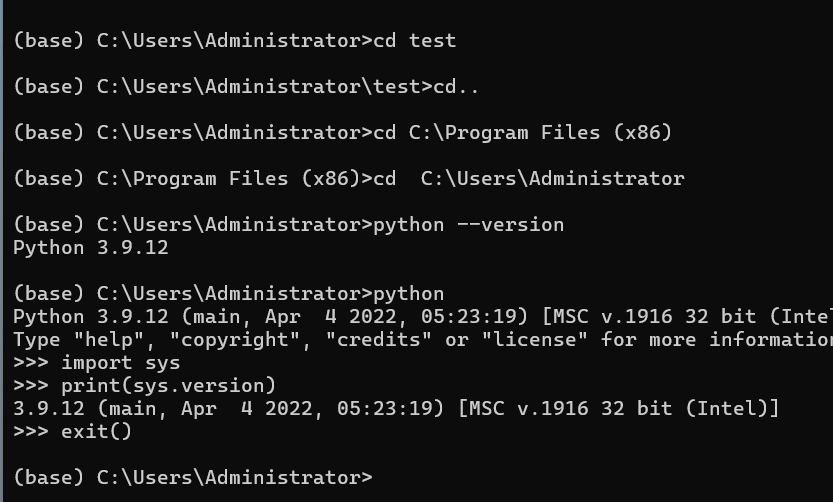 (base) C:\Users\Administrator>cd test
(base) C:\Users\Administrator\test>cd..
(base) C:\Users\Administrator>cd C:\Program Files (x86)
(base) C:\Program Files (x86)>cd  C:\Users\Administrator
(base) C:\Users\Administrator>python --version
Python 3.9.12
(base) C:\Users\Administrator>python
Python 3.9.12 (main, Apr  4 2022, 05:23:19) [MSC v.1916 32 bit (Intel
Type "help", "copyright", "credits" or "license" for more information
>>> import sys
>>> print(sys.version)
3.9.12 (main, Apr  4 2022, 05:23:19) [MSC v.1916 32 bit (Intel)]
>>> exit()
(base) C:\Users\Administrator>